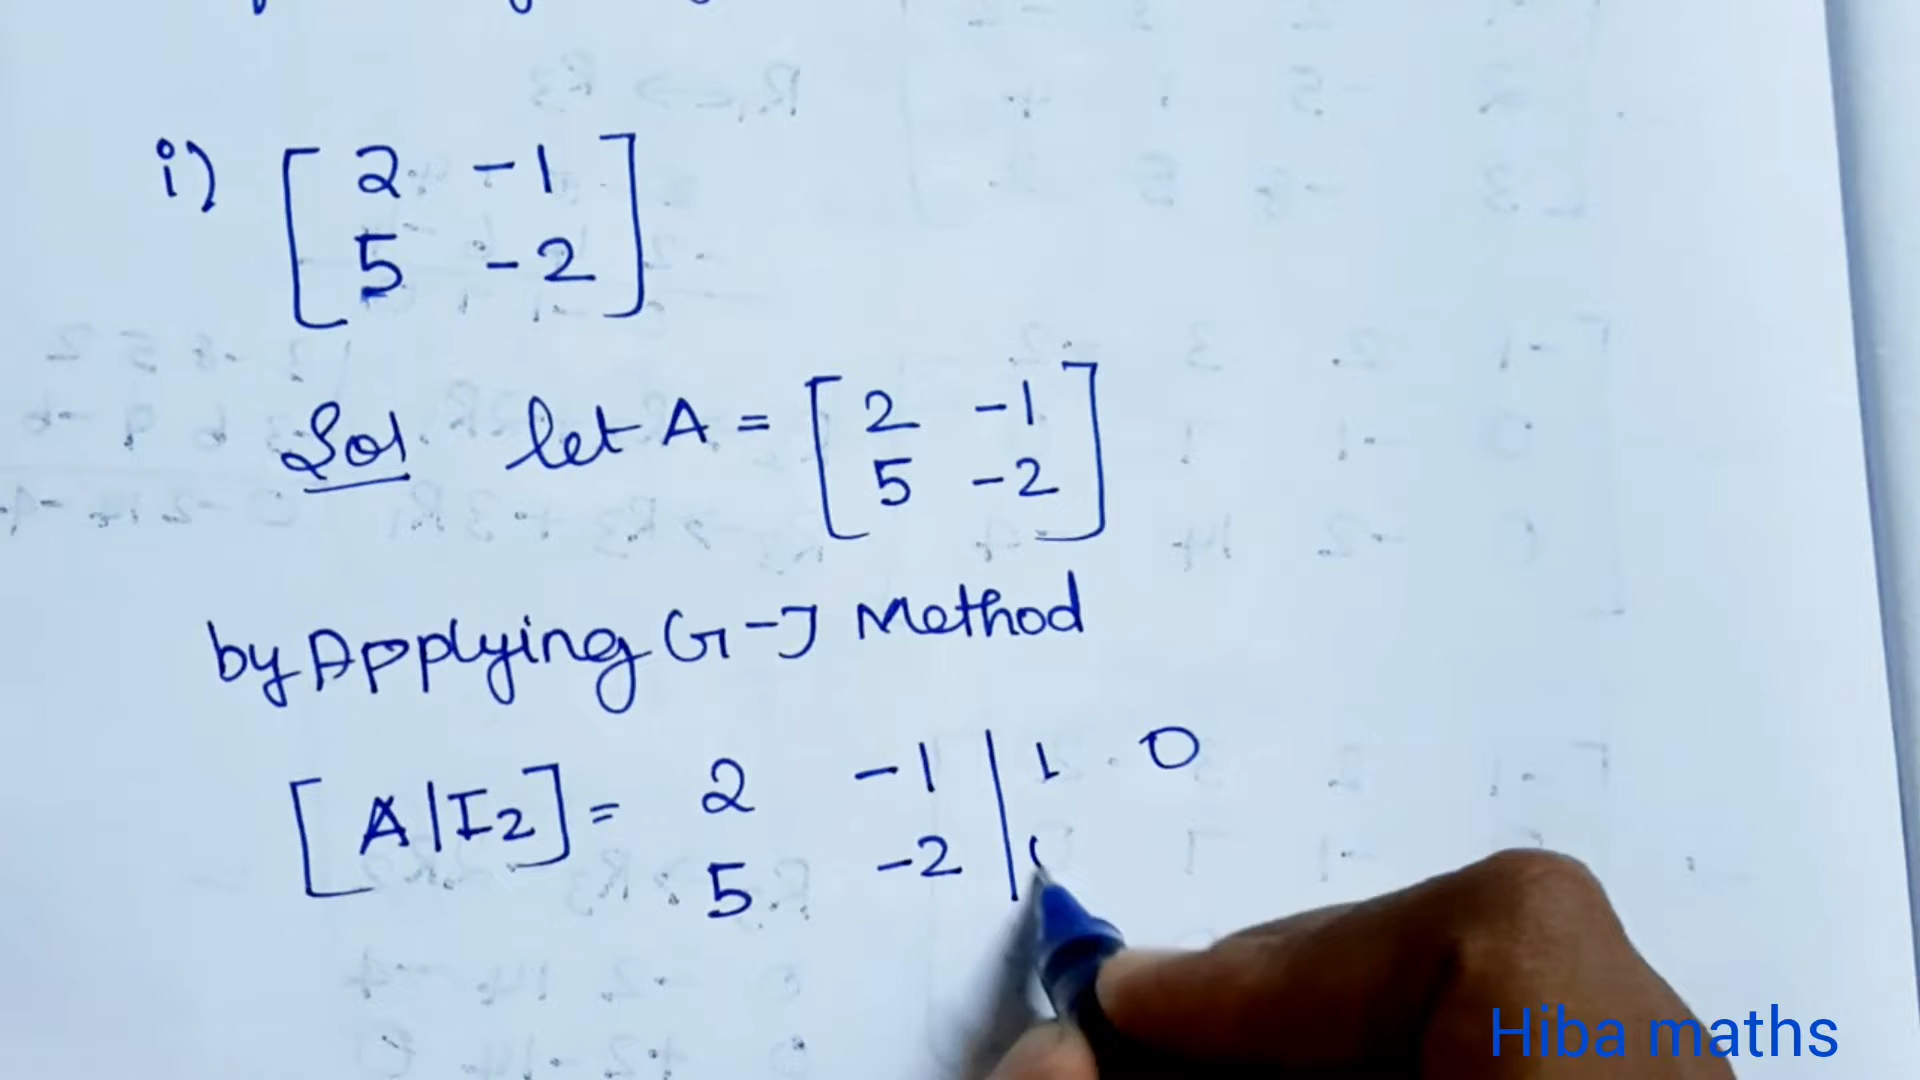 i) [2 -1
5 -2]
Sol let A = [2 -1
5 -2]
by Applying G-J Method
[A|I2] = 2 -1 | 1 0
5 -2 |
Hiba maths